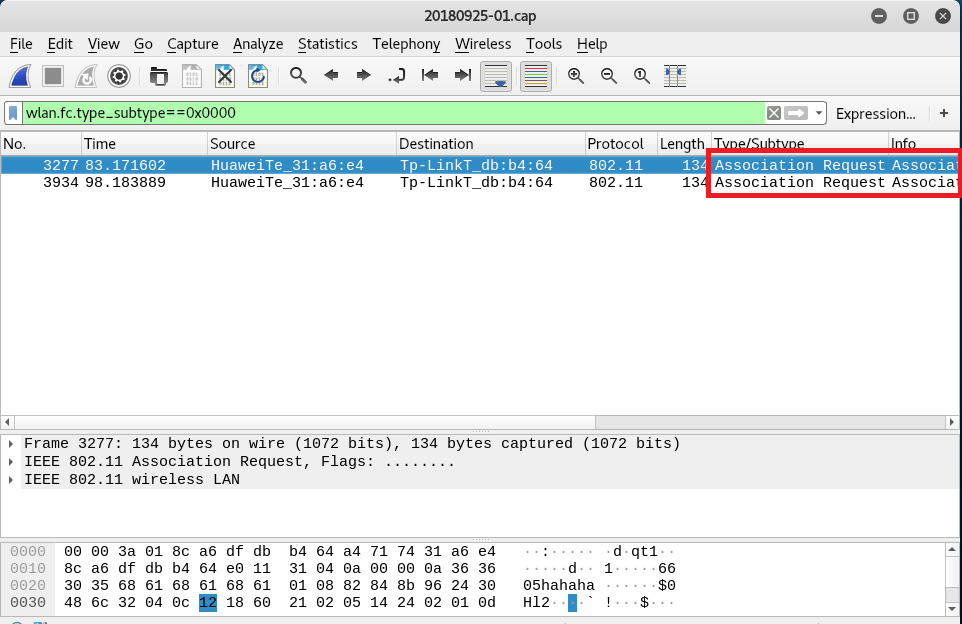 20180925-01.cap
File Edit View Go Capture Analyze Statistics Telephony Wireless Tools Help
wlan.fc.type_subtype==0x0000 Expression... +
No. Time Source Destination Protocol Length Type/Subtype Info
3277 83.171602 HuaweiTe_31:a6:e4 Tp-LinkT_db:b4:64 802.11 134 Association Request Associat
3934 98.183889 HuaweiTe_31:a6:e4 Tp-LinkT_db:b4:64 802.11 134 Association Request Associat
Frame 3277: 134 bytes on wire (1072 bits), 134 bytes captured (1072 bits)
IEEE 802.11 Association Request, Flags: ........
IEEE 802.11 wireless LAN
0000 00 00 3a 01 8c a6 df db b4 64 a4 71 74 31 a6 e4 ··:····· ·d·qt1··
0010 8c a6 df db b4 64 e0 11 31 04 0a 00 00 0a 36 36 ·····d·· 1·····66
0020 30 35 68 61 68 61 68 61 01 08 82 84 8b 96 24 30 05hahaha ······$0
0030 48 6c 32 04 0c 12 18 60 21 02 05 14 24 02 01 0d Hl2····` !···$···